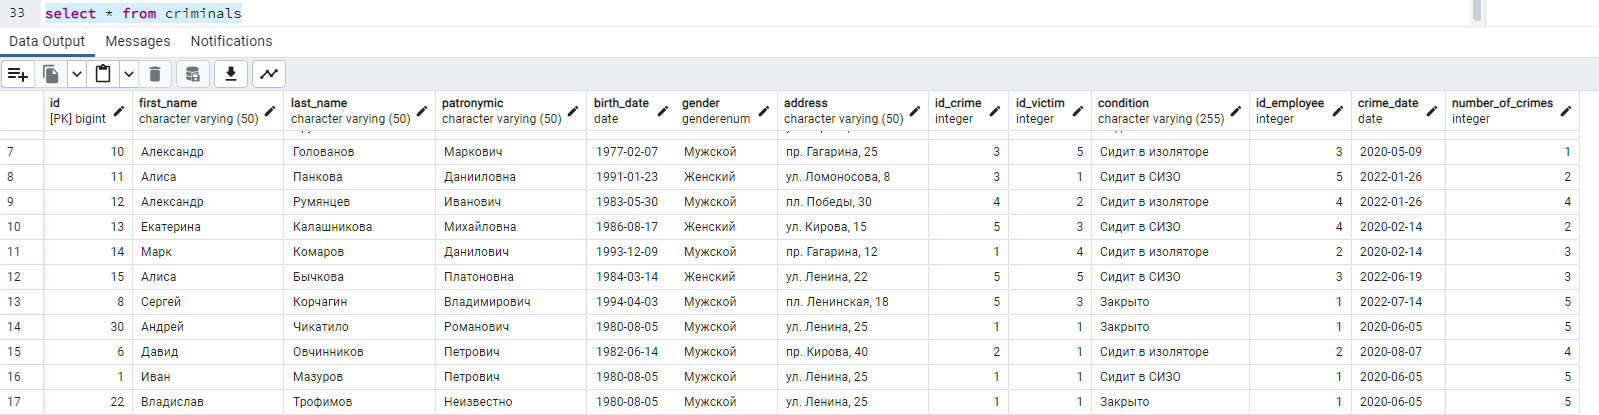 33 select * from criminals
Data Output Messages Notifications
id first_name last_name patronymic birth_date gender address id_crime id_victim condition id_employee crime_date number_of_crimes
[PK] bigint character varying (50) character varying (50) character varying (50) date genderenum character varying (50) integer integer character varying (255) integer date integer
7 10 Александр Голованов Маркович 1977-02-07 Мужской пр. Гагарина, 25 3 5 Сидит в изоляторе 3 2020-05-09 1
8 11 Алиса Панкова Данииловна 1991-01-23 Женский ул. Ломоносова, 8 3 1 Сидит в СИЗО 5 2022-01-26 2
9 12 Александр Румянцев Иванович 1983-05-30 Мужской пл. Победы, 30 4 2 Сидит в изоляторе 4 2022-01-26 4
10 13 Екатерина Калашникова Михайловна 1986-08-17 Женский ул. Кирова, 15 5 3 Сидит в СИЗО 4 2020-02-14 2
11 14 Марк Комаров Данилович 1993-12-09 Мужской пр. Гагарина, 12 1 4 Сидит в изоляторе 2 2020-02-14 3
12 15 Алиса Бычкова Платоновна 1984-03-14 Женский ул. Ленина, 22 5 5 Сидит в СИЗО 3 2022-06-19 3
13 8 Сергей Корчагин Владимирович 1994-04-03 Мужской пл. Ленинская, 18 5 3 Закрыто 1 2022-07-14 5
14 30 Андрей Чикатило Романович 1980-08-05 Мужской ул. Ленина, 25 1 1 Закрыто 1 2020-06-05 5
15 6 Давид Овчинников Петрович 1982-06-14 Мужской пр. Кирова, 40 2 1 Сидит в изоляторе 2 2020-08-07 4
16 1 Иван Мазуров Петрович 1980-08-05 Мужской ул. Ленина, 25 1 1 Сидит в СИЗО 1 2020-06-05 5
17 22 Владислав Трофимов Неизвестно 1980-08-05 Мужской ул. Ленина, 25 1 1 Закрыто 1 2020-06-05 5